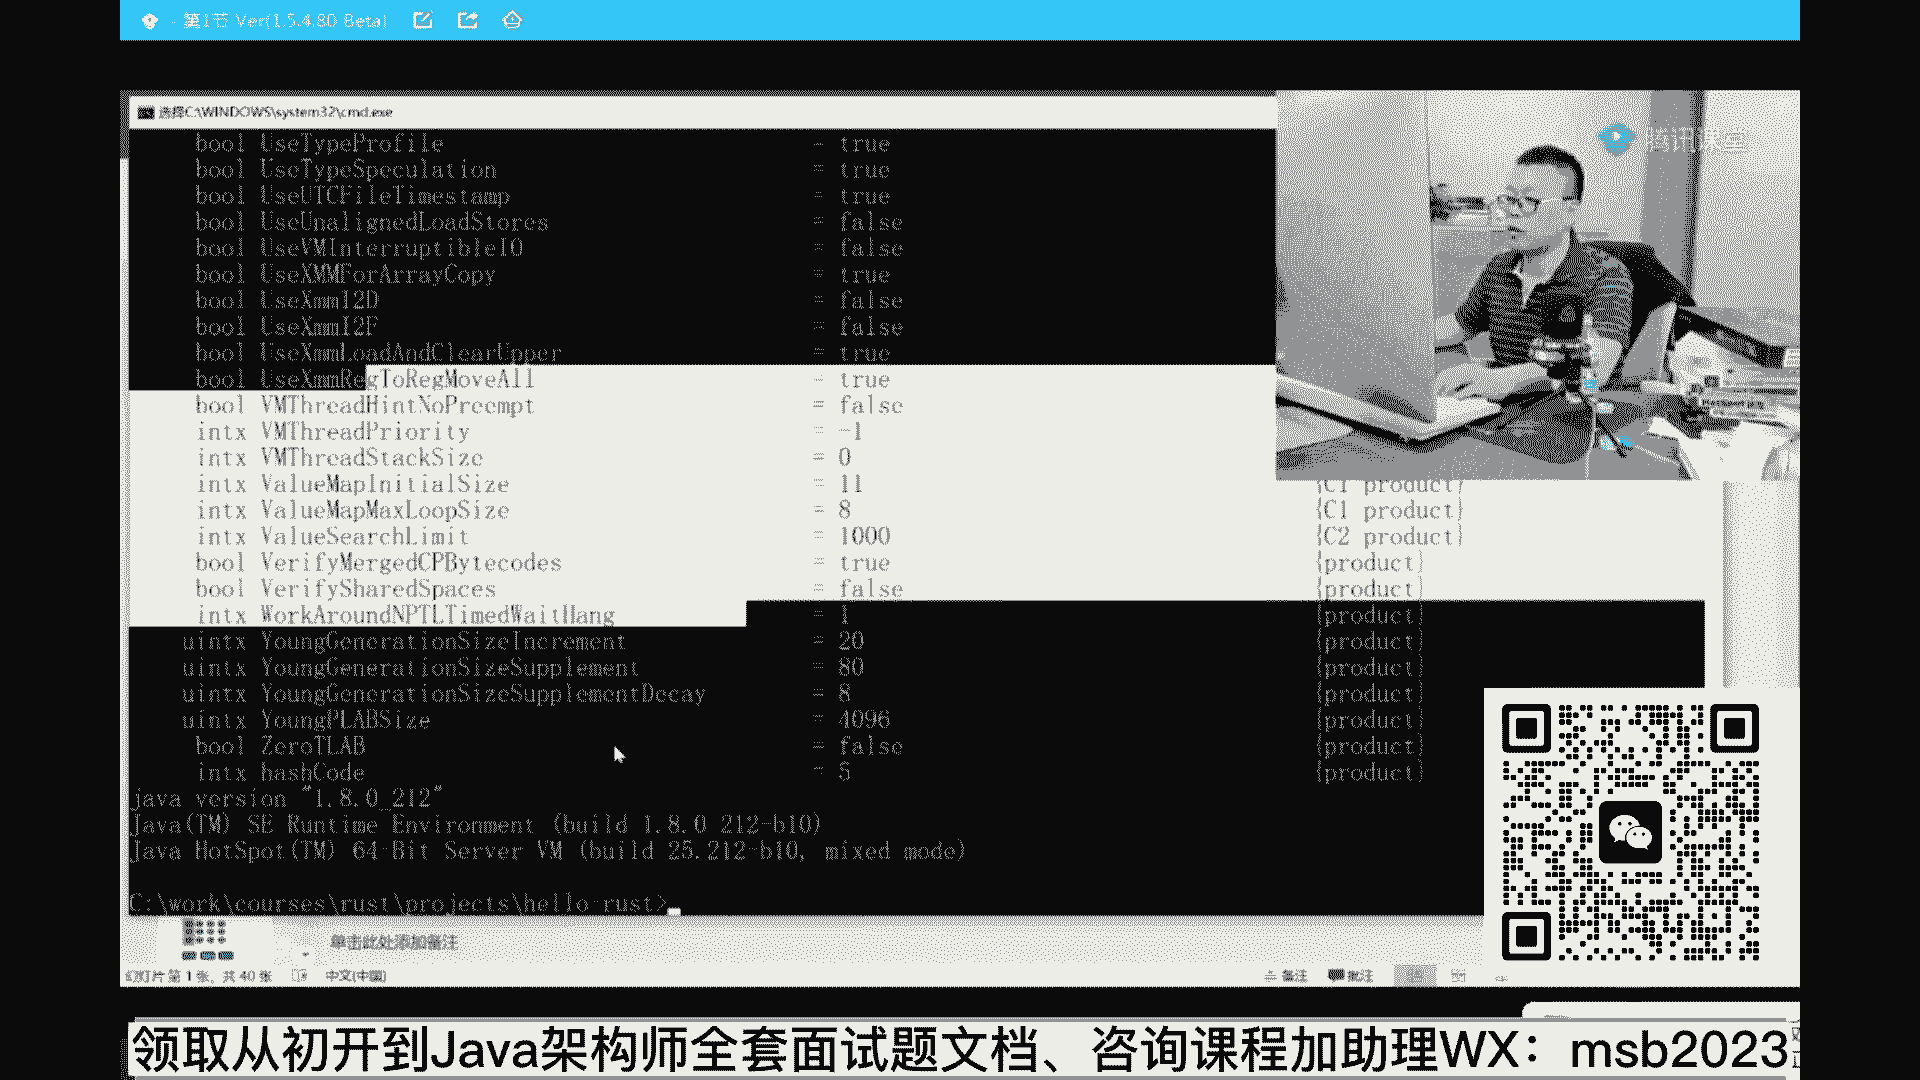 - 第1节 Ver(1.5.4.80 Beta)
选择C:\WINDOWS\system32\cmd.exe
腾讯课堂
bool UseTypeProfile = true
bool UseTypeSpeculation = true
bool UseUTCFileTimestamp = true
bool UseUnalignedLoadStores = false
bool UseVMInterruptibleIO = false
bool UseXMMForArrayCopy = true
bool UseXmmI2D = false
bool UseXmmI2F = false
bool UseXmmLoadAndClearUpper = true
bool UseXmmRegToRegMoveAll = true
bool VMThreadHintNoPreempt = false
intx VMThreadPriority = -1
intx VMThreadStackSize = 0
intx ValueMapInitialSize = 11 {C1 product}
intx ValueMapMaxLoopSize = 8 {C1 product}
intx ValueSearchLimit = 1000 {C2 product}
bool VerifyMergedCPBytecodes = true {product}
bool VerifySharedSpaces = false {product}
intx WorkAroundNPTLTimedWaitHang = 1 {product}
uintx YoungGenerationSizeIncrement = 20 {product}
uintx YoungGenerationSizeSupplement = 80 {product}
uintx YoungGenerationSizeSupplementDecay = 8 {product}
uintx YoungPLABSize = 4096 {product}
bool ZeroTLAB = false {product}
intx hashCode = 5 {product}
java version "1.8.0_212"
Java(TM) SE Runtime Environment (build 1.8.0_212-b10)
Java HotSpot(TM) 64-Bit Server VM (build 25.212-b10, mixed mode)
C:\work\courses\rust\projects\hello-rust>
单击此处添加备注
幻灯片第 1 张，共 40 张 中文(中国) 备注 批注
领取从初开到Java架构师全套面试题文档、咨询课程加助理WX：msb2023